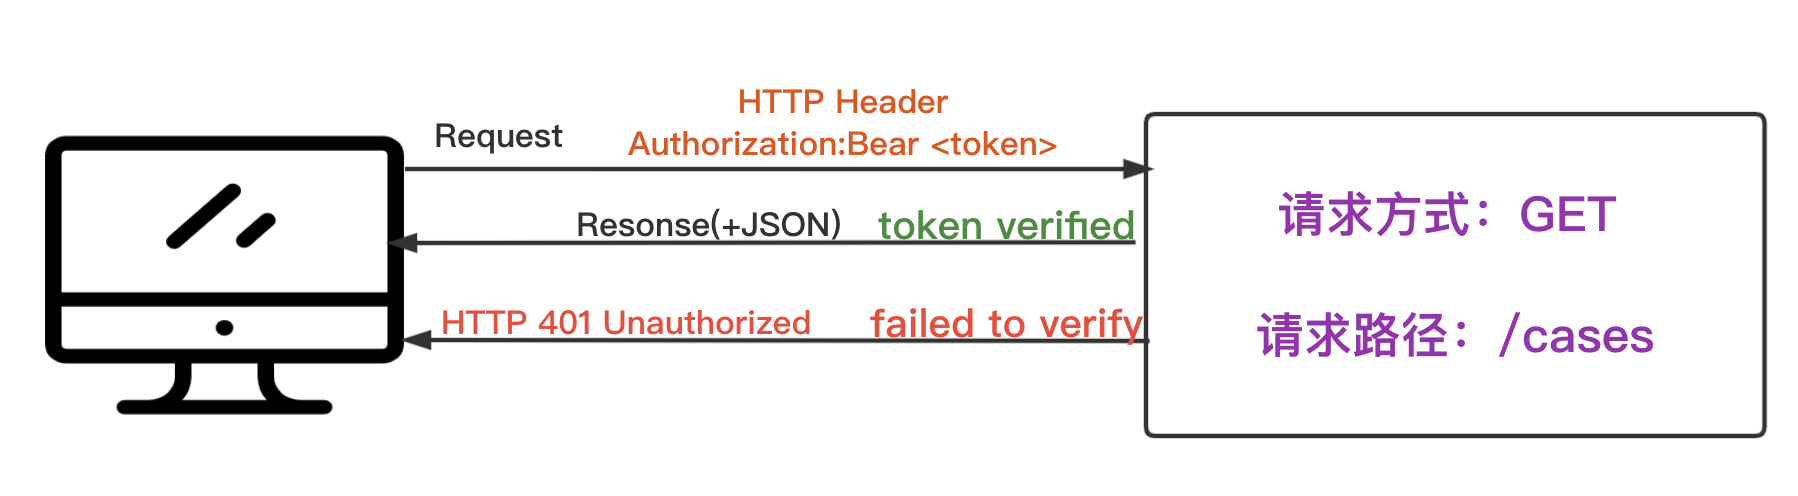 HTTP Header
Request
Authorization:Bear <token>
Resonse(+JSON)
token verified
HTTP 401 Unauthorized
failed to verify
请求方式：GET
请求路径：/cases